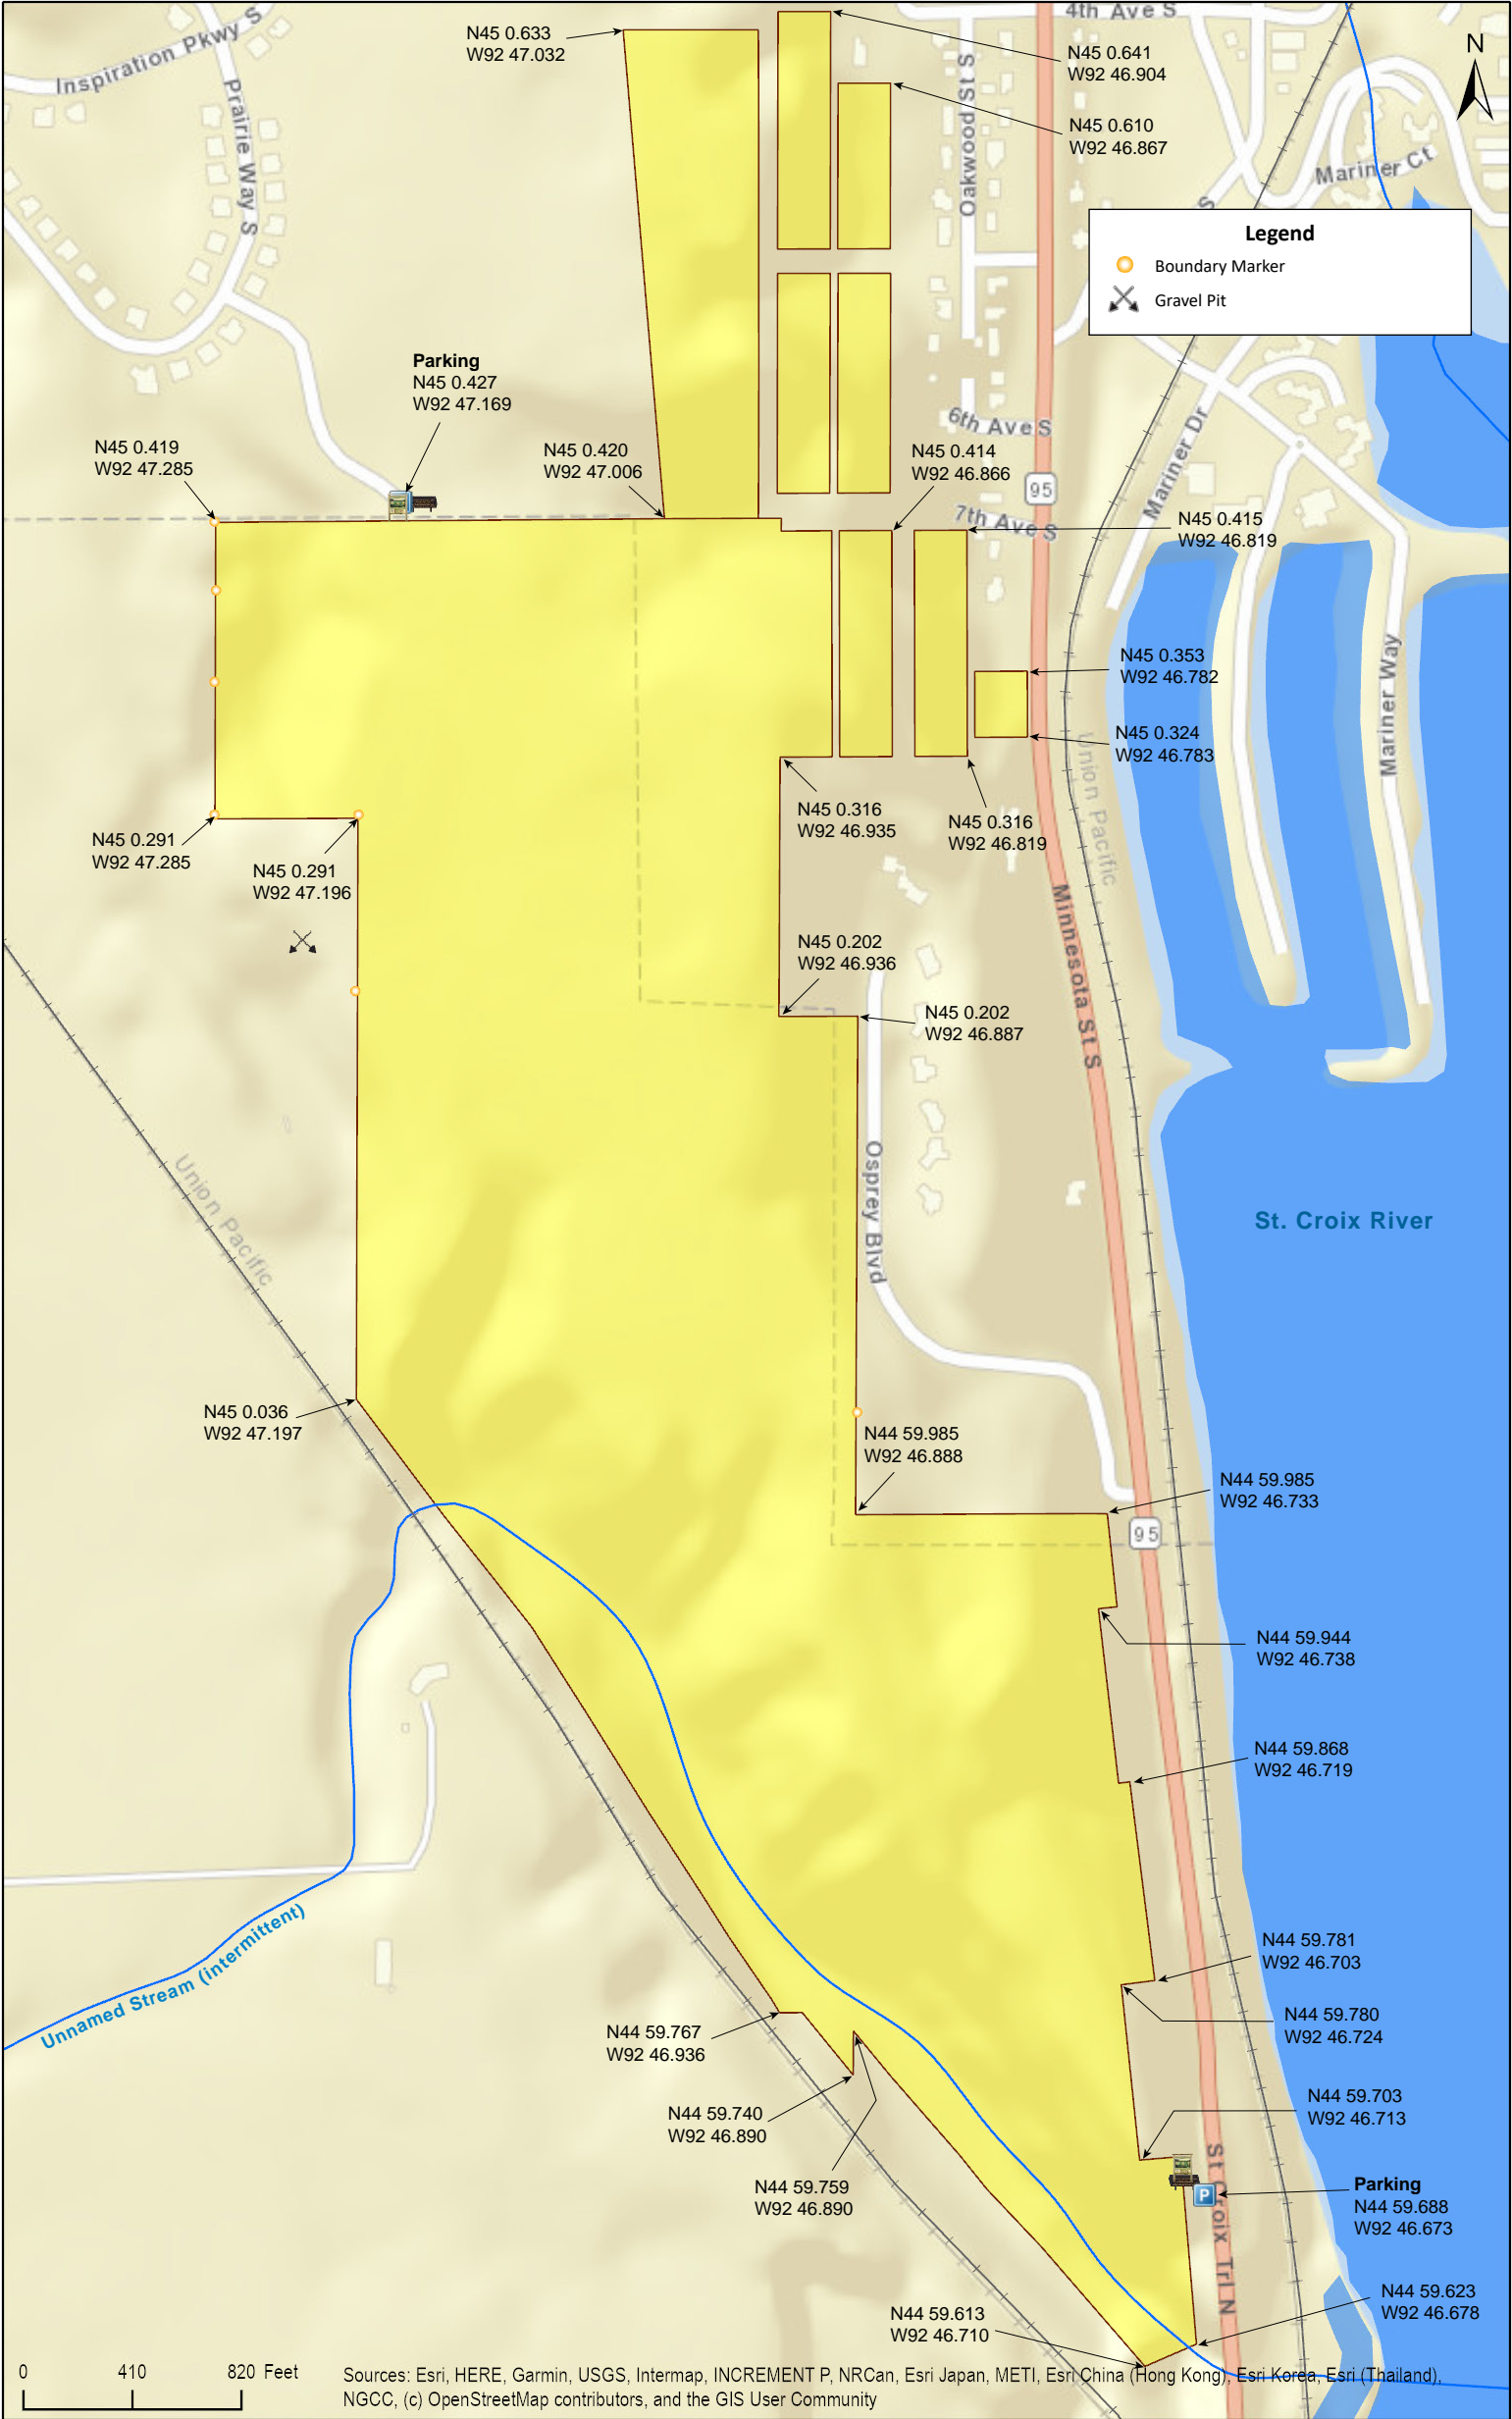 4th Ave S
Inspiration Pkwy S
N45 0.633
W92 47.032
N45 0.641
W92 46.904
N
Prairie Way S
Oakwood St S
N45 0.610
W92 46.867
Mariner Ct
S
Legend
Boundary Marker
Gravel Pit
Parking
N45 0.427
W92 47.169
6th Ave S
Mariner Dr
N45 0.419
W92 47.285
N45 0.420
W92 47.006
N45 0.414
W92 46.866
95
7th Ave S
N45 0.415
W92 46.819
N45 0.353
W92 46.782
Mariner Way
N45 0.324
W92 46.783
Union Pacific
N45 0.316
W92 46.935
N45 0.316
W92 46.819
N45 0.291
W92 47.285
N45 0.291
W92 47.196
Minnesota St S
N45 0.202
W92 46.936
N45 0.202
W92 46.887
Union Pacific
Osprey Blvd
St. Croix River
N45 0.036
W92 47.197
N44 59.985
W92 46.888
N44 59.985
W92 46.733
95
N44 59.944
W92 46.738
N44 59.868
W92 46.719
Unnamed Stream (intermittent)
N44 59.781
W92 46.703
N44 59.780
W92 46.724
N44 59.767
W92 46.936
N44 59.740
W92 46.890
N44 59.703
W92 46.713
N44 59.759
W92 46.890
P
Parking
N44 59.688
W92 46.673
St Croix Trl N
N44 59.623
W92 46.678
N44 59.613
W92 46.710
0 410 820 Feet
Sources: Esri, HERE, Garmin, USGS, Intermap, INCREMENT P, NRCan, Esri Japan, METI, Esri China (Hong Kong), Esri Korea, Esri (Thailand),
NGCC, (c) OpenStreetMap contributors, and the GIS User Community